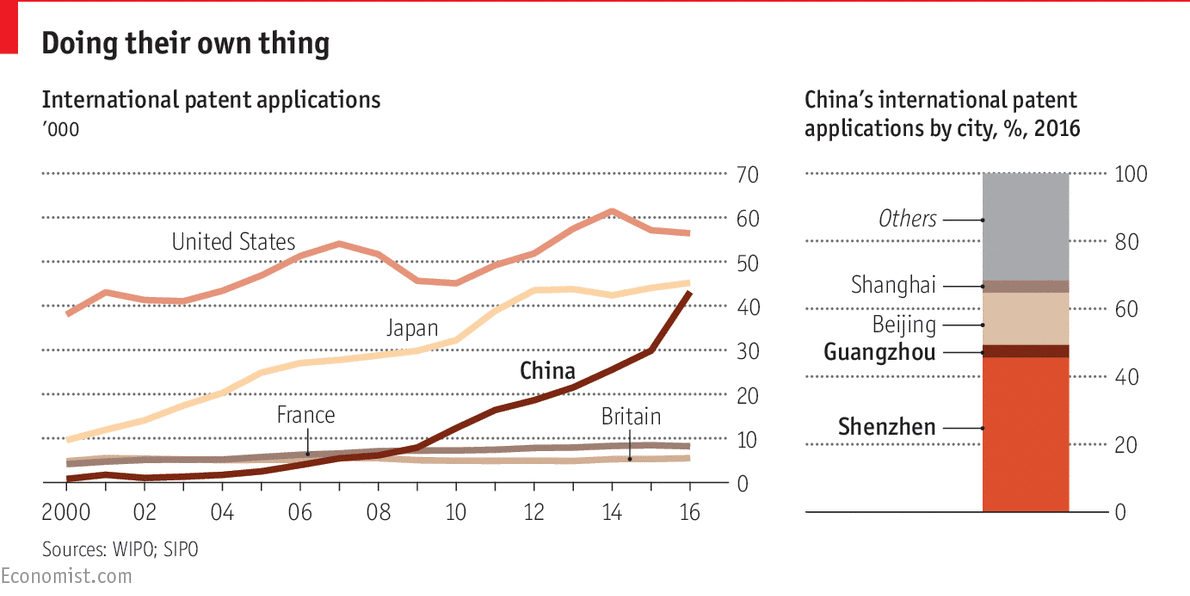 Doing their own thing
International patent applications
’000
70
60
50
40
30
20
10
0
United States
Japan
China
France
Britain
2000 02 04 06 08 10 12 14 16
China’s international patent
applications by city, %, 2016
100
80
60
40
20
0
Others
Shanghai
Beijing
Guangzhou
Shenzhen
Sources: WIPO; SIPO
Economist.com